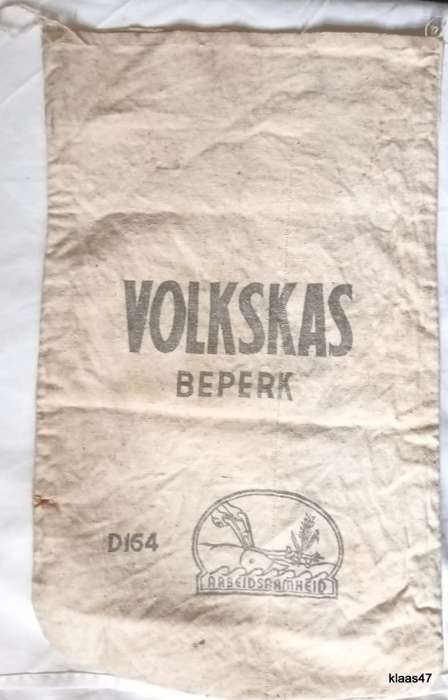 VOLKSKAS
BEPERK
D164
ARBEIDSAAMHEID
klaas47